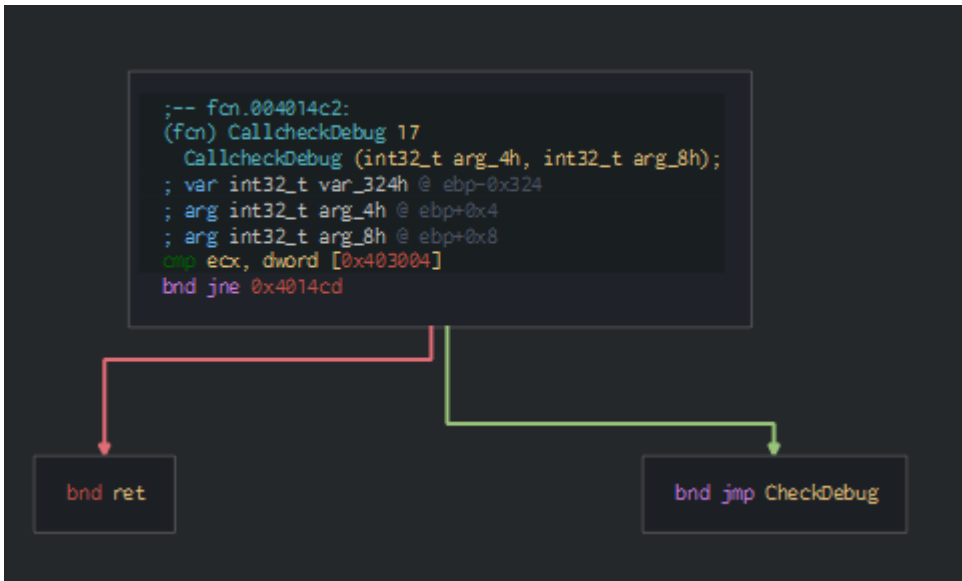 ;-- fcn.004014c2:
(fcn) CallcheckDebug 17
CallcheckDebug (int32_t arg_4h, int32_t arg_8h);
; var int32_t var_324h @ ebp-0x324
; arg int32_t arg_4h @ ebp+0x4
; arg int32_t arg_8h @ ebp+0x8
cmp ecx, dword [0x403004]
bnd jne 0x4014cd
bnd ret
bnd jmp CheckDebug